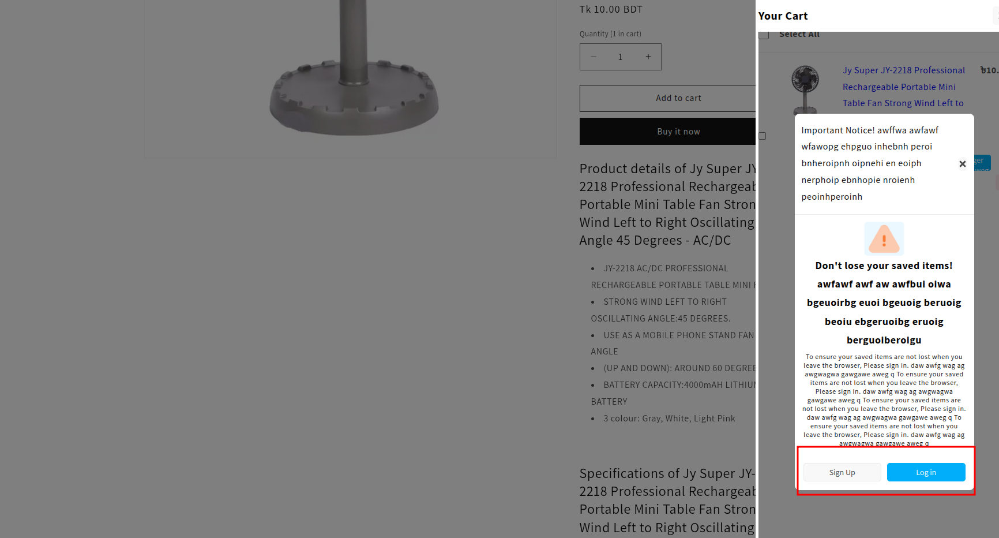 Tk 10.00 BDT
Quantity (1 in cart)
1
Add to cart
Buy it now
Product details of Jy Super JY-
2218 Professional Rechargeab
Portable Mini Table Fan Stron
Wind Left to Right Oscillating
Angle 45 Degrees - AC/DC
JY-2218 AC/DC PROFESSIONAL
RECHARGEABLE PORTABLE TABLE MINI F
STRONG WIND LEFT TO RIGHT
OSCILLATING ANGLE:45 DEGREES.
USE AS A MOBILE PHONE STAND FAN
ANGLE
(UP AND DOWN): AROUND 60 DEGREE
BATTERY CAPACITY:4000mAH LITHIUM
BATTERY
3 colour: Gray, White, Light Pink
Specifications of Jy Super JY-
2218 Professional Rechargeab
Portable Mini Table Fan Stron
Wind Left to Right Oscillating
Your Cart
Select All
Jy Super JY-2218 Professional
Rechargeable Portable Mini
Table Fan Strong Wind Left to
৳10.
ger
Important Notice! awffwa awfawf
wfawopg ehpguo inhebnh peroi
bnheroipnh oipnehi en eoiph
nerphoip ebnhopie nroienh
peoinhperoinh
Don't lose your saved items!
awfawf awf aw awfbui oiwa
bgeuoirbg euoi bgeuoig beruoig
beoiu ebgeruoibg eruoig
berguoiberoigu
To ensure your saved items are not lost when you
leave the browser, Please sign in. daw awfg wag ag
awgwagwa gawgawe aweg q To ensure your saved
items are not lost when you leave the browser,
Please sign in. daw awfg wag ag awgwagwa
gawgawe aweg q To ensure your saved items are
not lost when you leave the browser, Please sign in.
daw awfg wag ag awgwagwa gawgawe aweg q To
ensure your saved items are not lost when you
leave the browser, Please sign in. daw awfg wag ag
awgwagwa gawgawe aweg q
Sign Up
Log in